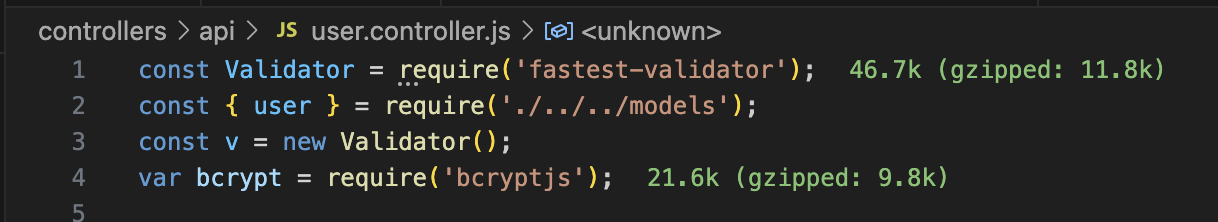 controllers > api > JS user.controller.js > <unknown>
1 const Validator = require('fastest-validator'); 46.7k (gzipped: 11.8k)
2 const { user } = require('./../../models');
3 const v = new Validator();
4 var bcrypt = require('bcryptjs'); 21.6k (gzipped: 9.8k)
5